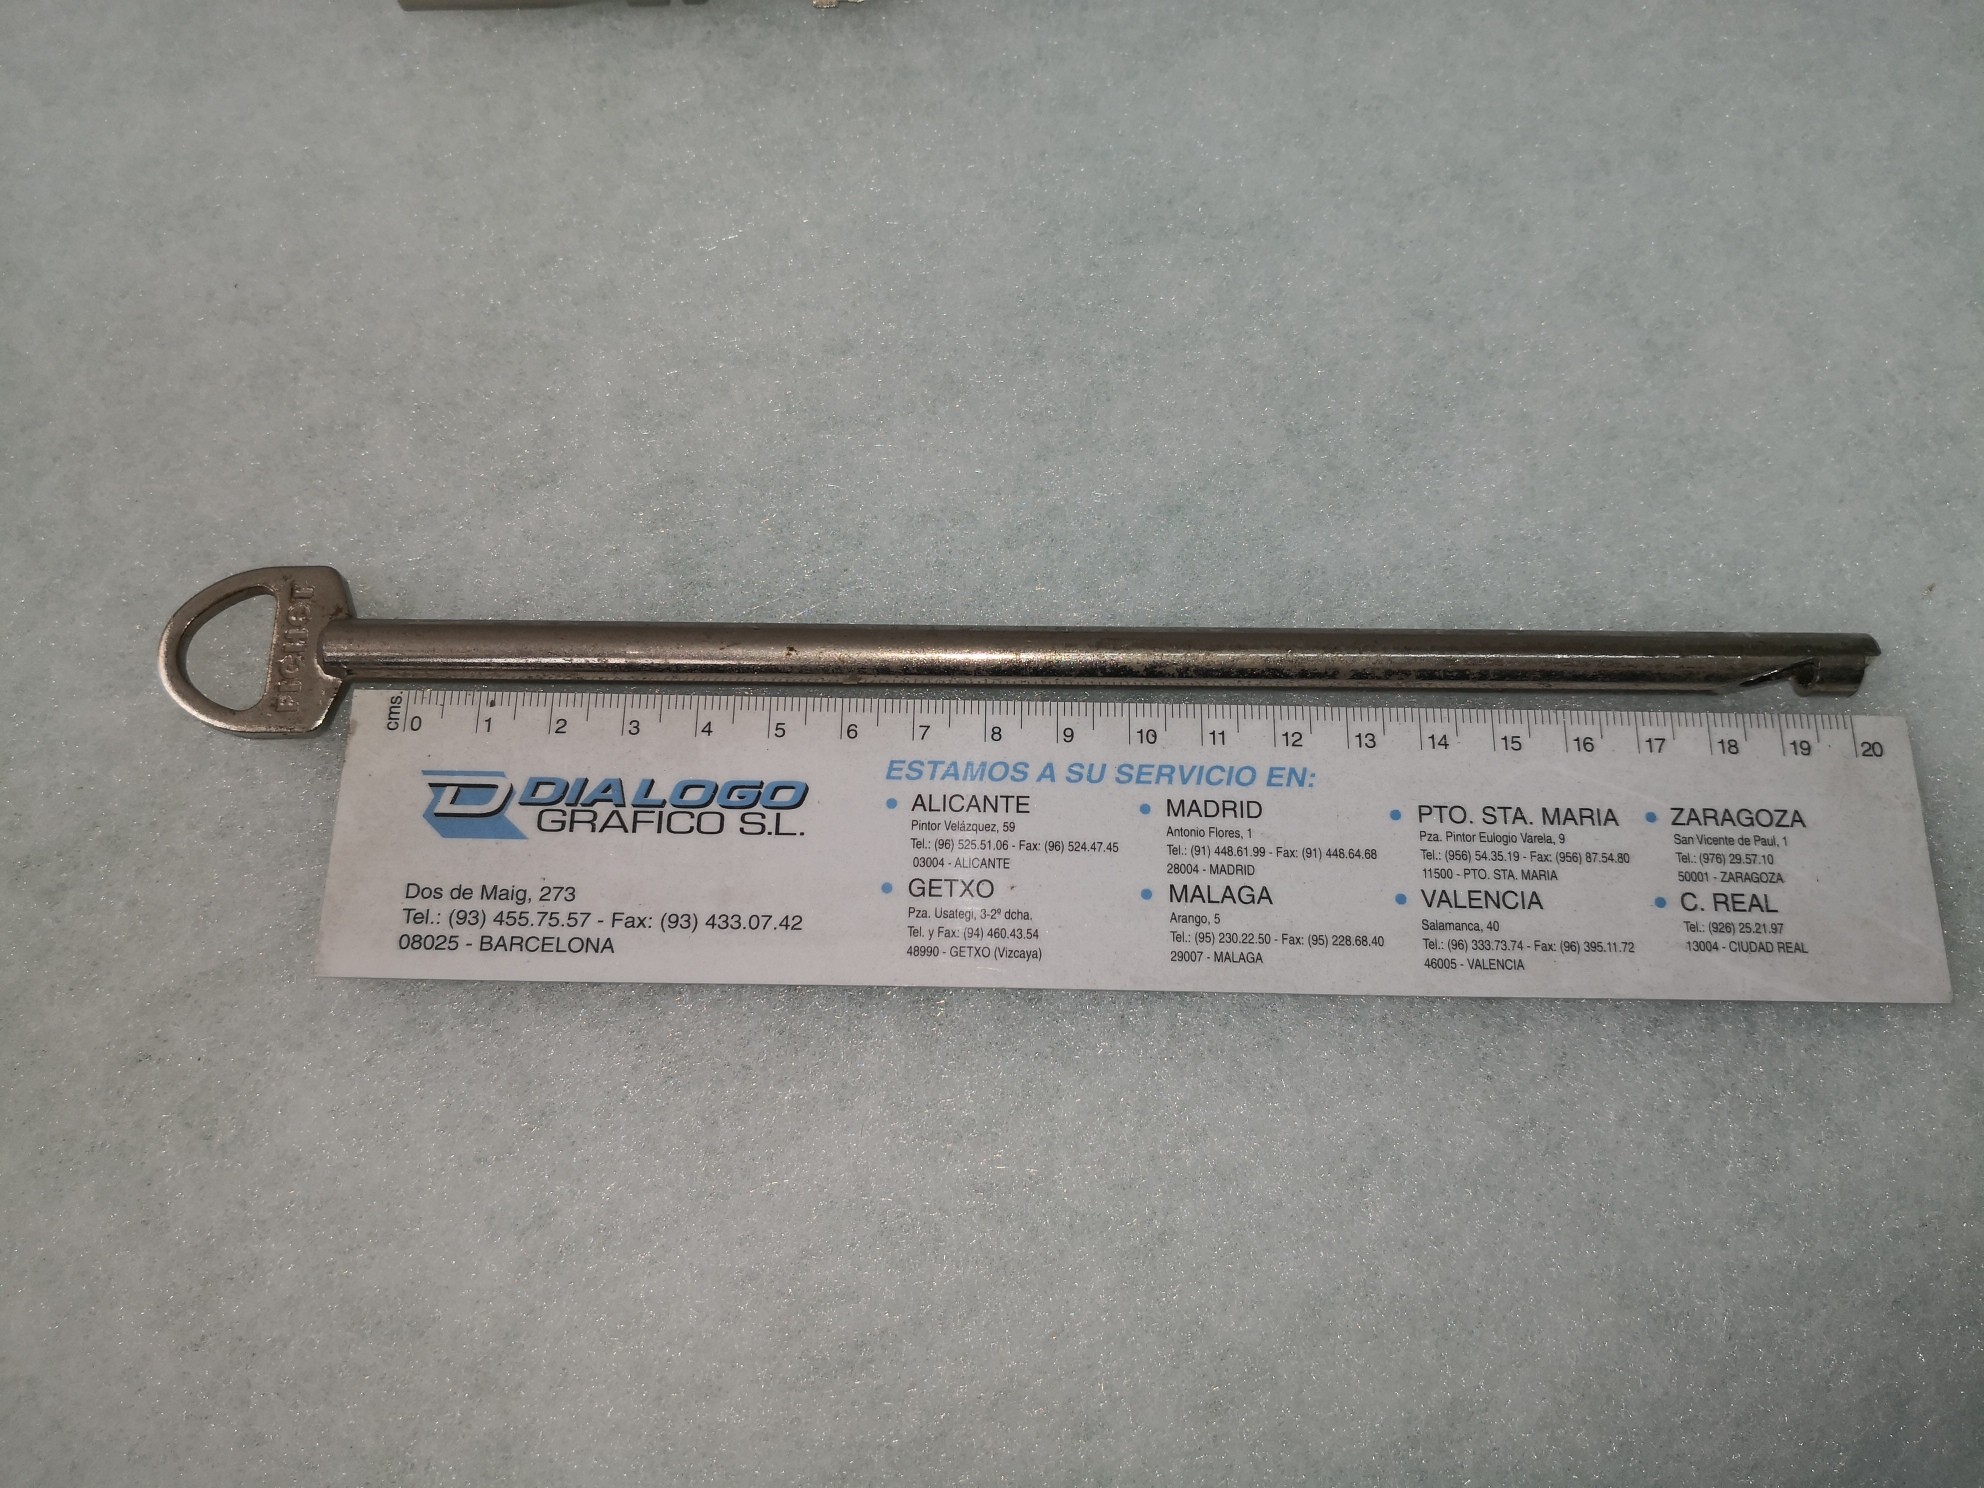 FICHET
cms. 0 1 2 3 4 5 6 7 8 9 10 11 12 13 14 15 16 17 18 19 20
DIALOGO
GRAFICO S.L.
Dos de Maig, 273
Tel.: (93) 455.75.57 - Fax: (93) 433.07.42
08025 - BARCELONA
ESTAMOS A SU SERVICIO EN:
• ALICANTE
Pintor Velázquez, 59
Tel.: (96) 525.51.06 - Fax: (96) 524.47.45
03004 - ALICANTE
• GETXO
Pza. Usategi, 3-2º dcha.
Tel. y Fax: (94) 460.43.54
48990 - GETXO (Vizcaya)
• MADRID
Antonio Flores, 1
Tel.: (91) 448.61.99 - Fax: (91) 448.64.68
28004 - MADRID
• MALAGA
Arango, 5
Tel.: (95) 230.22.50 - Fax: (95) 228.68.40
29007 - MALAGA
• PTO. STA. MARIA
Pza. Pintor Eulogio Varela, 9
Tel.: (956) 54.35.19 - Fax: (956) 87.54.80
11500 - PTO. STA. MARIA
• VALENCIA
Salamanca, 40
Tel.: (96) 333.73.74 - Fax: (96) 395.11.72
46005 - VALENCIA
• ZARAGOZA
San Vicente de Paul, 1
Tel.: (976) 29.57.10
50001 - ZARAGOZA
• C. REAL
Tel.: (926) 25.21.97
13004 - CIUDAD REAL